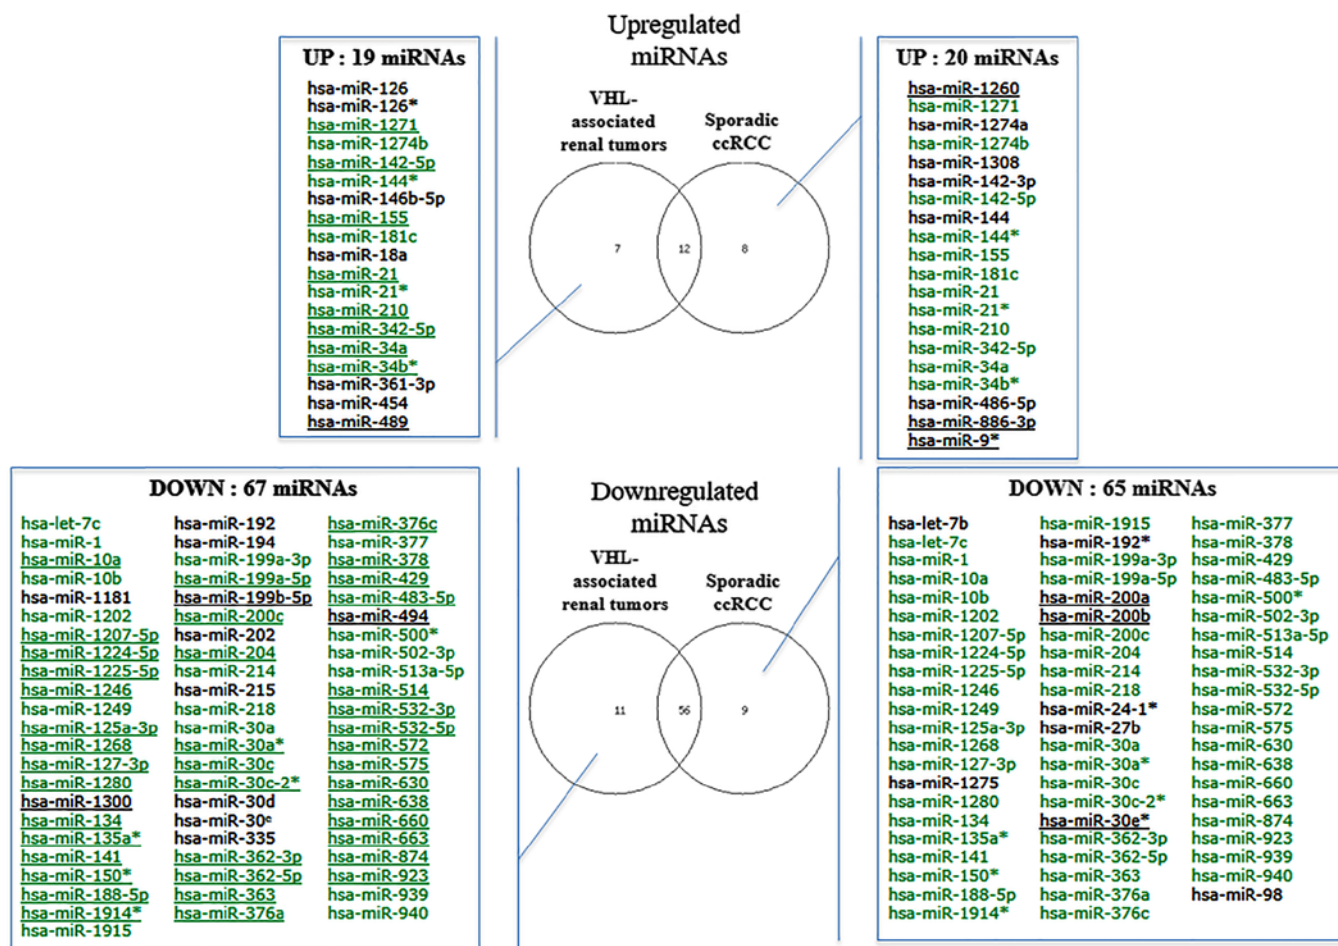 UP : 19 miRNAs
hsa-miR-126
hsa-miR-126*
hsa-miR-1271
hsa-miR-1274b
hsa-miR-142-5p
hsa-miR-144*
hsa-miR-146b-5p
hsa-miR-155
hsa-miR-181c
hsa-miR-18a
hsa-miR-21
hsa-miR-21*
hsa-miR-210
hsa-miR-342-5p
hsa-miR-34a
hsa-miR-34b*
hsa-miR-361-3p
hsa-miR-454
hsa-miR-489
Upregulated
miRNAs
VHL-
associated
renal tumors
Sporadic
ccRCC
7
12
8
UP : 20 miRNAs
hsa-miR-1260
hsa-miR-1271
hsa-miR-1274a
hsa-miR-1274b
hsa-miR-1308
hsa-miR-142-3p
hsa-miR-142-5p
hsa-miR-144
hsa-miR-144*
hsa-miR-155
hsa-miR-181c
hsa-miR-21
hsa-miR-21*
hsa-miR-210
hsa-miR-342-5p
hsa-miR-34a
hsa-miR-34b*
hsa-miR-486-5p
hsa-miR-886-3p
hsa-miR-9*
DOWN : 67 miRNAs
hsa-let-7c
hsa-miR-1
hsa-miR-10a
hsa-miR-10b
hsa-miR-1181
hsa-miR-1202
hsa-miR-1207-5p
hsa-miR-1224-5p
hsa-miR-1225-5p
hsa-miR-1246
hsa-miR-1249
hsa-miR-125a-3p
hsa-miR-1268
hsa-miR-127-3p
hsa-miR-1280
hsa-miR-1300
hsa-miR-134
hsa-miR-135a*
hsa-miR-141
hsa-miR-150*
hsa-miR-188-5p
hsa-miR-1914*
hsa-miR-1915
hsa-miR-192
hsa-miR-194
hsa-miR-199a-3p
hsa-miR-199a-5p
hsa-miR-199b-5p
hsa-miR-200c
hsa-miR-202
hsa-miR-204
hsa-miR-214
hsa-miR-215
hsa-miR-218
hsa-miR-30a
hsa-miR-30a*
hsa-miR-30c
hsa-miR-30c-2*
hsa-miR-30d
hsa-miR-30ᵉ
hsa-miR-335
hsa-miR-362-3p
hsa-miR-362-5p
hsa-miR-363
hsa-miR-376a
hsa-miR-376c
hsa-miR-377
hsa-miR-378
hsa-miR-429
hsa-miR-483-5p
hsa-miR-494
hsa-miR-500*
hsa-miR-502-3p
hsa-miR-513a-5p
hsa-miR-514
hsa-miR-532-3p
hsa-miR-532-5p
hsa-miR-572
hsa-miR-575
hsa-miR-630
hsa-miR-638
hsa-miR-660
hsa-miR-663
hsa-miR-874
hsa-miR-923
hsa-miR-939
hsa-miR-940
Downregulated
miRNAs
VHL-
associated
renal tumors
Sporadic
ccRCC
11
56
9
DOWN : 65 miRNAs
hsa-let-7b
hsa-let-7c
hsa-miR-1
hsa-miR-10a
hsa-miR-10b
hsa-miR-1202
hsa-miR-1207-5p
hsa-miR-1224-5p
hsa-miR-1225-5p
hsa-miR-1246
hsa-miR-1249
hsa-miR-125a-3p
hsa-miR-1268
hsa-miR-127-3p
hsa-miR-1275
hsa-miR-1280
hsa-miR-134
hsa-miR-135a*
hsa-miR-141
hsa-miR-150*
hsa-miR-188-5p
hsa-miR-1914*
hsa-miR-1915
hsa-miR-192*
hsa-miR-199a-3p
hsa-miR-199a-5p
hsa-miR-200a
hsa-miR-200b
hsa-miR-200c
hsa-miR-204
hsa-miR-214
hsa-miR-218
hsa-miR-24-1*
hsa-miR-27b
hsa-miR-30a
hsa-miR-30a*
hsa-miR-30c
hsa-miR-30c-2*
hsa-miR-30e*
hsa-miR-362-3p
hsa-miR-362-5p
hsa-miR-363
hsa-miR-376a
hsa-miR-376c
hsa-miR-377
hsa-miR-378
hsa-miR-429
hsa-miR-483-5p
hsa-miR-500*
hsa-miR-502-3p
hsa-miR-513a-5p
hsa-miR-514
hsa-miR-532-3p
hsa-miR-532-5p
hsa-miR-572
hsa-miR-575
hsa-miR-630
hsa-miR-638
hsa-miR-660
hsa-miR-663
hsa-miR-874
hsa-miR-923
hsa-miR-939
hsa-miR-940
hsa-miR-98